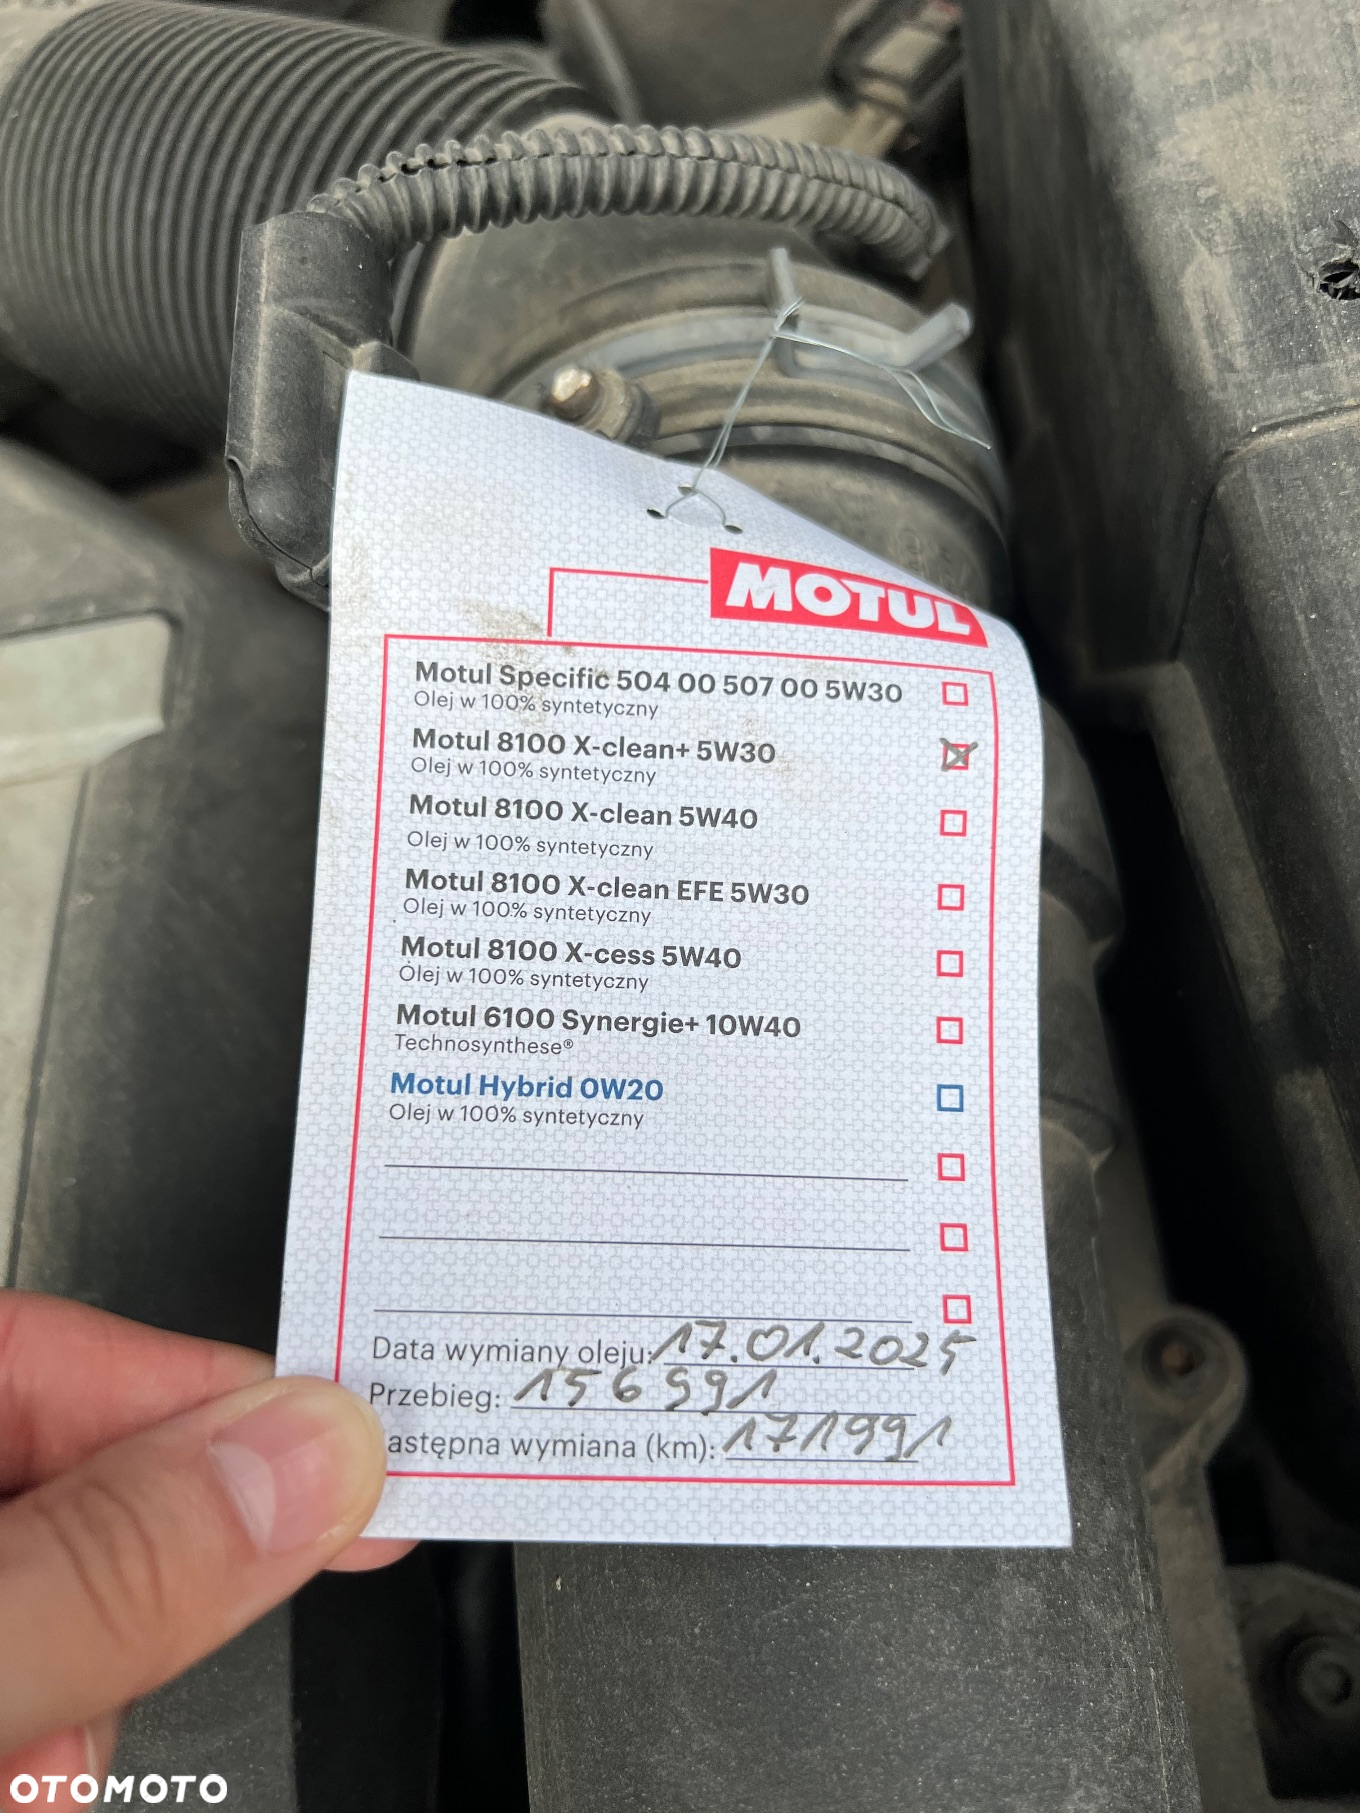 MOTUL
Motul Specific 504 00 507 00 5W30
Olej w 100% syntetyczny
Motul 8100 X-clean+ 5W30
Olej w 100% syntetyczny
Motul 8100 X-clean 5W40
Olej w 100% syntetyczny
Motul 8100 X-clean EFE 5W30
Olej w 100% syntetyczny
Motul 8100 X-cess 5W40
Olej w 100% syntetyczny
Motul 6100 Synergie+ 10W40
Technosynthese®
Motul Hybrid 0W20
Olej w 100% syntetyczny
Data wymiany oleju: 17.01.2025
Przebieg: 156991
astępna wymiana (km): 171991
OTOMOTO